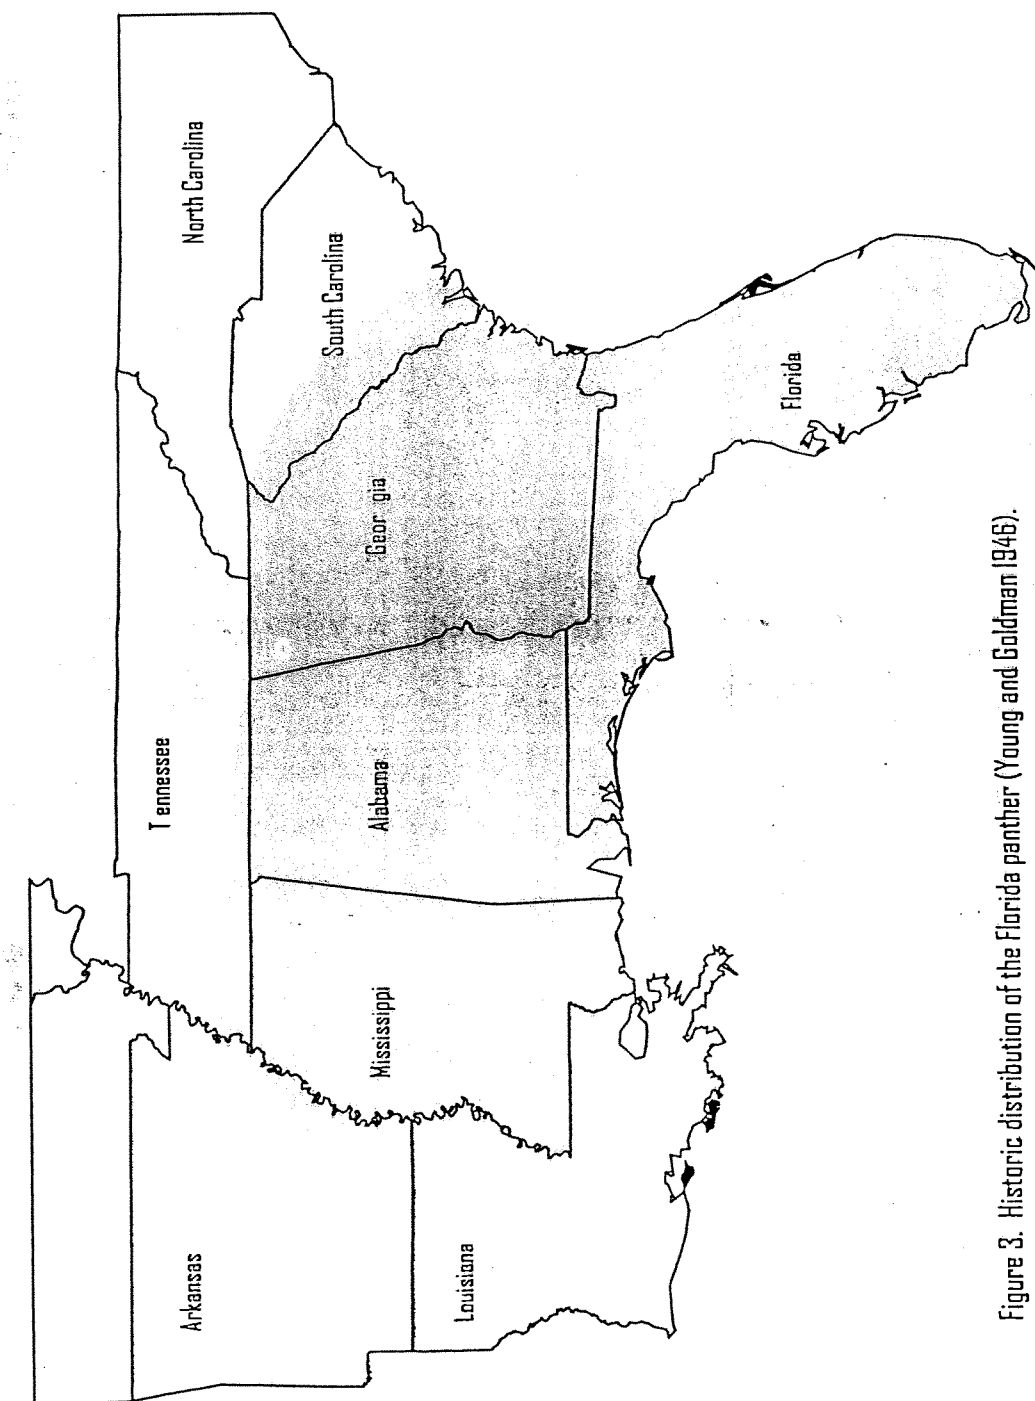 North Carolina
Tennessee
South Carolina
Arkansas
Mississippi
Alabama
Geor gia
Louisiana
Florida
Figure 3. Historic distribution of the Florida panther (Young and Goldman 1946).